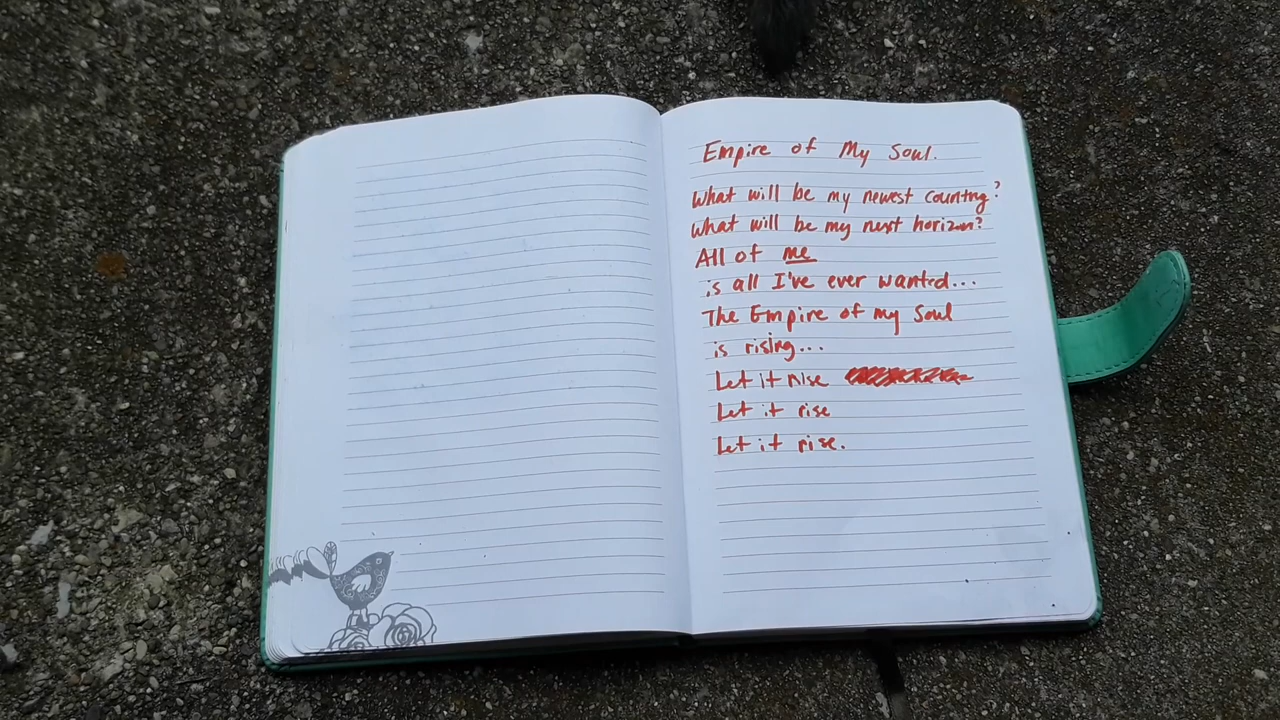 Empire of My Soul.
What will be my newest country?
What will be my next horizon?
All of me
is all I've ever wanted...
The Empire of my Soul
is rising...
Let it rise
Let it rise
Let it rise.